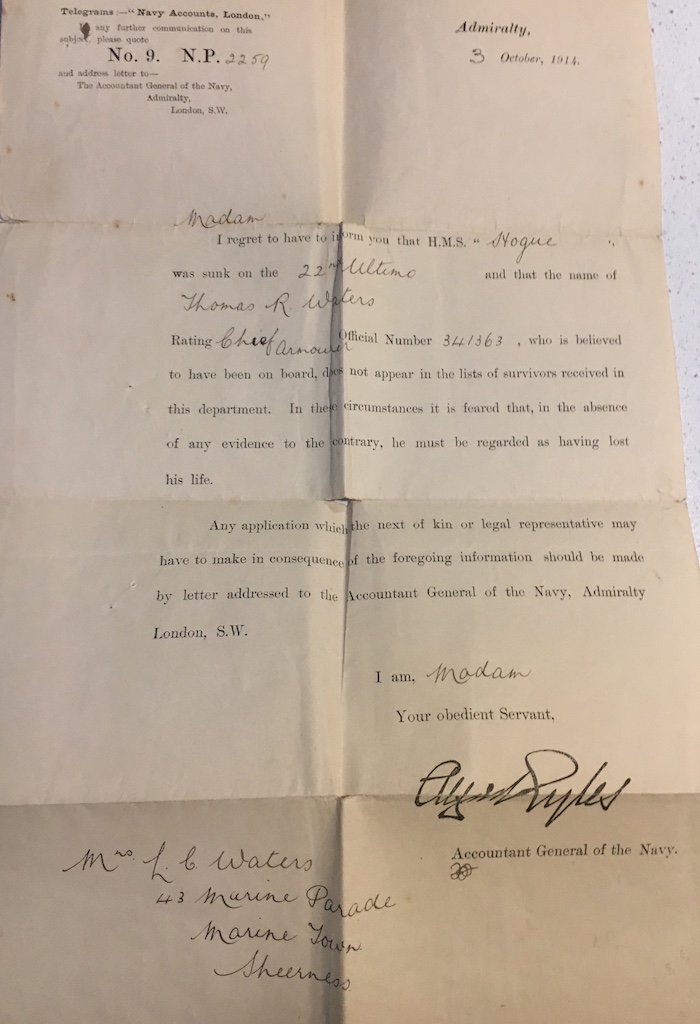 Telegrams—"Navy Accounts, London,"
any further communication on this
subject, please quote
No. 9. N.P. 2259
and address letter to—
The Accountant General of the Navy,
Admiralty,
London, S.W.
Admiralty,
3 October, 1914.
Madam
I regret to have to inform you that H.M.S. "Hogue",
was sunk on the 22nd Ultimo and that the name of
Thomas R. Waters
Rating Chief Armourer Official Number 341363, who is believed
to have been on board, does not appear in the lists of survivors received in
this department. In these circumstances it is feared that, in the absence
of any evidence to the contrary, he must be regarded as having lost
his life.
Any application which the next of kin or legal representative may
have to make in consequence of the foregoing information should be made
by letter addressed to the Accountant General of the Navy, Admiralty
London, S.W.
I am, Madam
Your obedient Servant,
Accountant General of the Navy.
Mrs L. C Waters
43 Marine Parade
Marine Town
Sheerness